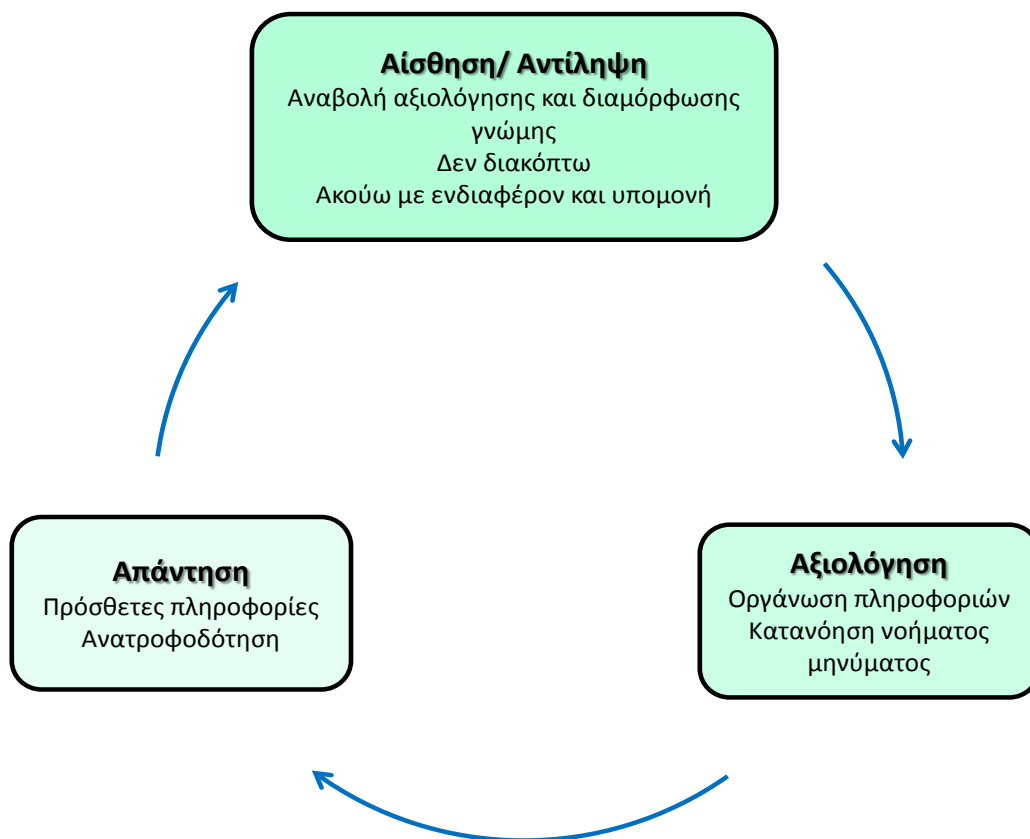 Αίσθηση/ Αντίληψη
Αναβολή αξιολόγησης και διαμόρφωσης
γνώμης
Δεν διακόπτω
Ακούω με ενδιαφέρον και υπομονή
Απάντηση
Πρόσθετες πληροφορίες
Ανατροφοδότηση
Αξιολόγηση
Οργάνωση πληροφοριών
Κατανόηση νοήματος
μηνύματος